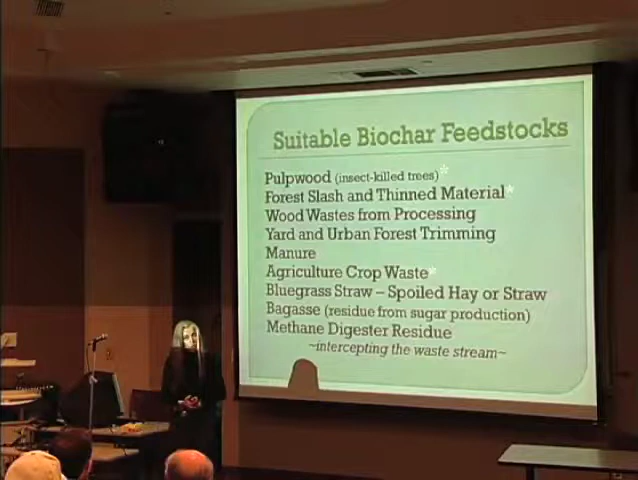 Suitable Biochar Feedstocks
Pulpwood (insect-killed trees)*
Forest Slash and Thinned Material*
Wood Wastes from Processing
Yard and Urban Forest Trimming
Manure
Agriculture Crop Waste*
Bluegrass Straw – Spoiled Hay or Straw
Bagasse (residue from sugar production)
Methane Digester Residue
~intercepting the waste stream~